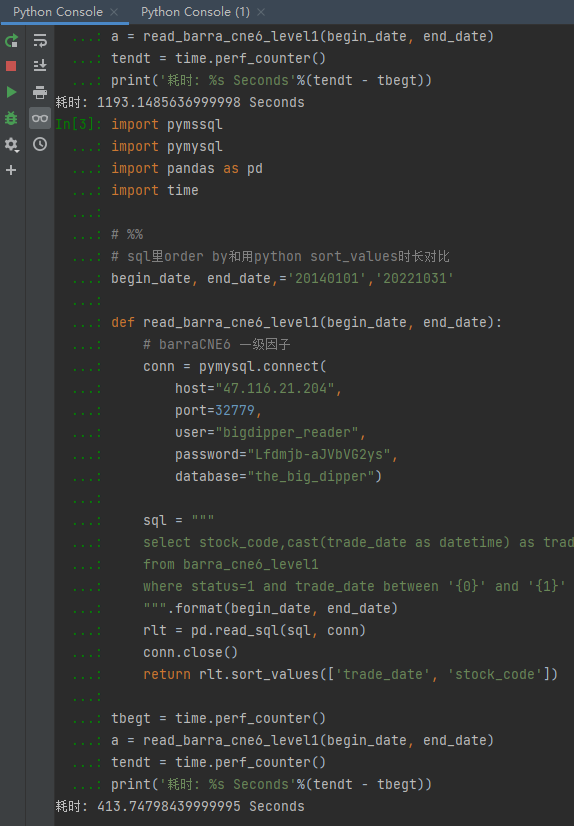 Python Console × Python Console (1) ×
...: a = read_barra_cne6_level1(begin_date, end_date)
...: tendt = time.perf_counter()
...: print('耗时: %s Seconds'%(tendt - tbegt))
耗时: 1193.1485636999998 Seconds
In[3]: import pymssql
...: import pymysql
...: import pandas as pd
...: import time
...:
...: # %%
...: # sql里order by和用python sort_values时长对比
...: begin_date, end_date,='20140101','20221031'
...:
...: def read_barra_cne6_level1(begin_date, end_date):
...:     # barraCNE6 一级因子
...:     conn = pymysql.connect(
...:         host="47.116.21.204",
...:         port=32779,
...:         user="bigdipper_reader",
...:         password="Lfdmjb-aJVbVG2ys",
...:         database="the_big_dipper")
...:
...:     sql = """
...:     select stock_code,cast(trade_date as datetime) as trad
...:     from barra_cne6_level1
...:     where status=1 and trade_date between '{0}' and '{1}'
...:     """.format(begin_date, end_date)
...:     rlt = pd.read_sql(sql, conn)
...:     conn.close()
...:     return rlt.sort_values(['trade_date', 'stock_code'])
...:
...: tbegt = time.perf_counter()
...: a = read_barra_cne6_level1(begin_date, end_date)
...: tendt = time.perf_counter()
...: print('耗时: %s Seconds'%(tendt - tbegt))
耗时: 413.74798439999995 Seconds